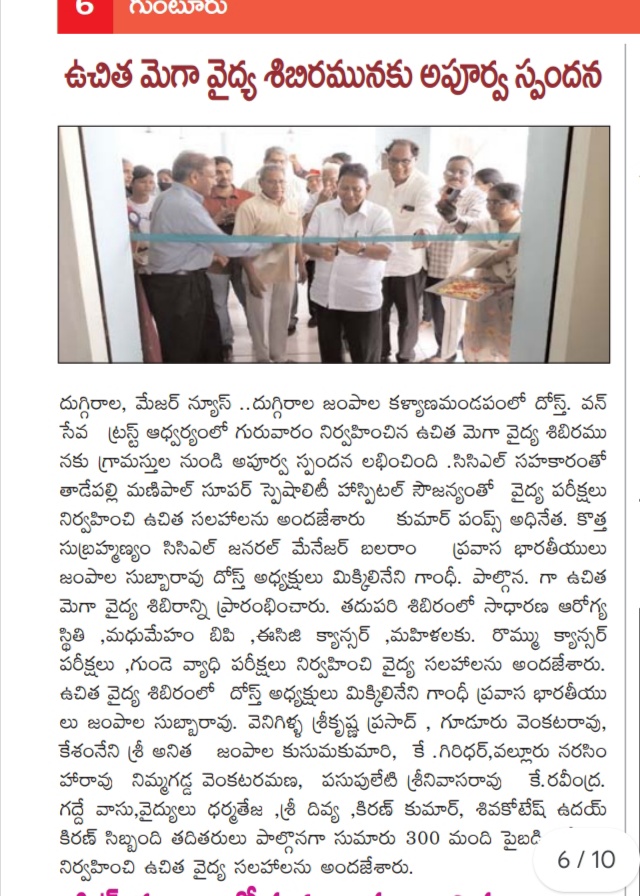 6 గుంటూరు
ఉచిత మెగా వైద్య శిబిరమునకు అపూర్వ స్పందన
దుగ్గిరాల, మేజర్ న్యూస్ ..దుగ్గిరాల జంపాల కళ్యాణమండపంలో దోస్త్. వన్
సేవ ట్రస్ట్ ఆధ్వర్యంలో గురువారం నిర్వహించిన ఉచిత మెగా వైద్య శిబిరము
నకు గ్రామస్తుల నుండి అపూర్వ స్పందన లభించింది .సిసిఎల్ సహకారంతో
తాడేపల్లి మణిపాల్ సూపర్ స్పెషాలిటీ హాస్పిటల్ సౌజన్యంతో వైద్య పరీక్షలు
నిర్వహించి ఉచిత సలహాలను అందజేశారు కుమార్ పంప్స్ అధినేత. కొత్త
సుబ్రహ్మణ్యం సిసిఎల్ జనరల్ మేనేజర్ బలరాం ప్రవాస భారతీయులు
జంపాల సుబ్బారావు దోస్త్ అధ్యక్షులు మిక్కిలినేని గాంధీ. పాల్గొన. గా ఉచిత
మెగా వైద్య శిబిరాన్ని ప్రారంభించారు. తదుపరి శిబిరంలో సాధారణ ఆరోగ్య
స్థితి ,మధుమేహం బిపి ,ఈసిజి క్యాన్సర్ ,మహిళలకు. రొమ్ము క్యాన్సర్
పరీక్షలు ,గుండె వ్యాధి పరీక్షలు నిర్వహించి వైద్య సలహాలను అందజేశారు.
ఉచిత వైద్య శిబిరంలో దోస్త్ అధ్యక్షులు మిక్కిలినేని గాంధీ ప్రవాస భారతీయు
లు జంపాల సుబ్బారావు. వెనిగిళ్ళ శ్రీకృష్ణ ప్రసాద్ , గూడూరు వెంకటరావు,
కేశంనేని శ్రీ అనిత జంపాల కుసుమకుమారి, కే .గిరిధర్,వల్లూరు నరసిం
హారావు నిమ్మగడ్డ వెంకటరమణ, పసుపులేటి శ్రీనివాసరావు కే.రవీంద్ర.
గద్దే వాసు,వైద్యులు ధర్మతేజ ,శ్రీ దివ్య ,కిరణ్ కుమార్, శివకోటేష్ ఉదయ్
కిరణ్ సిబ్బంది తదితరులు పాల్గొనగా సుమారు 300 మంది పైబడి
నిర్వహించి ఉచిత వైద్య సలహాలను అందజేశారు.
6 / 10